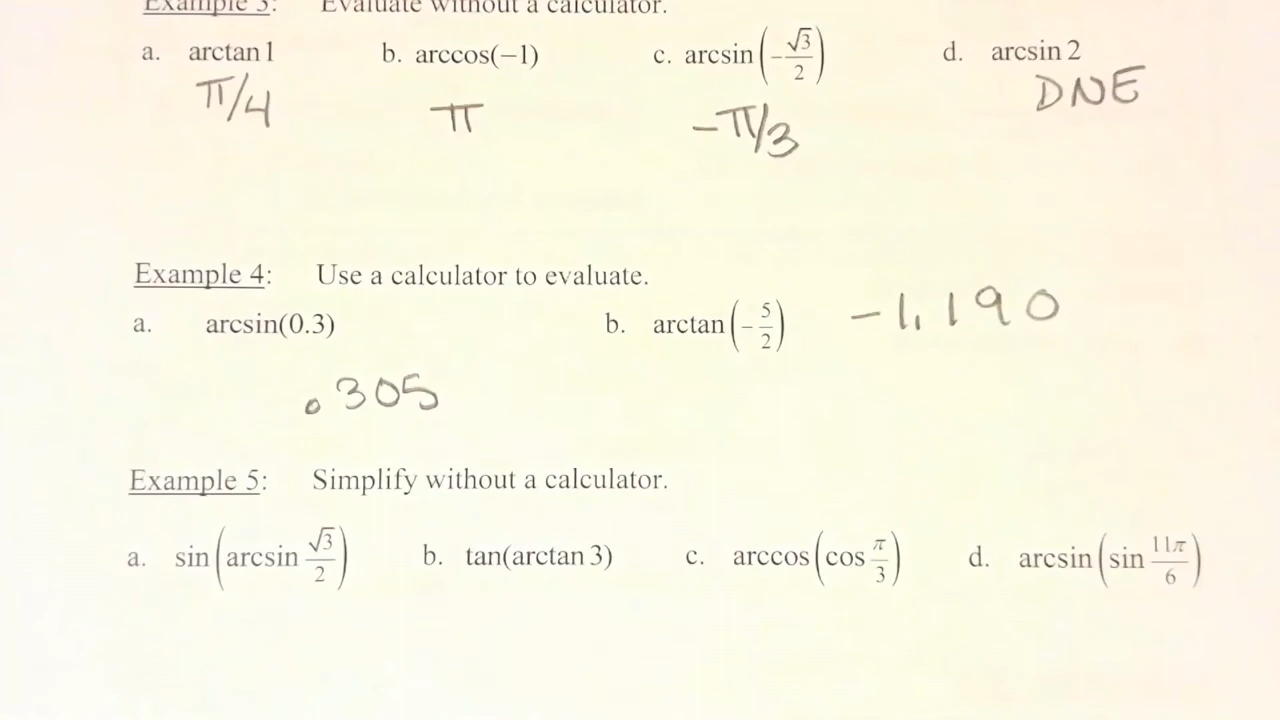 Example 3: Evaluate without a calculator.
a. arctan 1 b. arccos(−1) c. arcsin(−√3/2) d. arcsin 2
π/4 π −π/3 DNE
Example 4: Use a calculator to evaluate.
a. arcsin(0.3) b. arctan(−5/2) −1.190
.305
Example 5: Simplify without a calculator.
a. sin(arcsin √3/2) b. tan(arctan 3) c. arccos(cos π/3) d. arcsin(sin 11π/6)